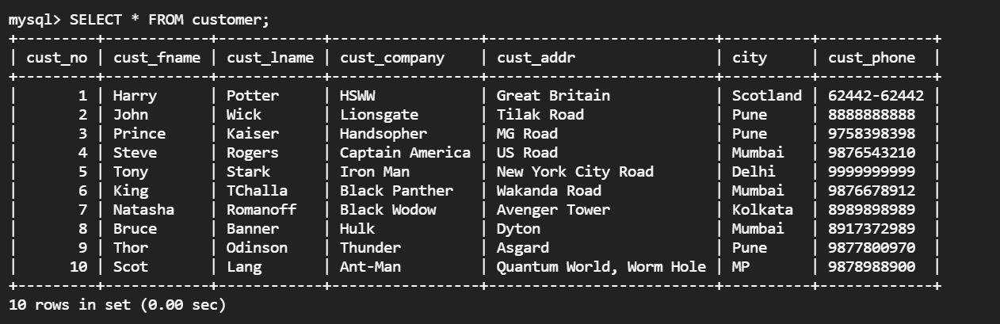 mysql> SELECT * FROM customer;
+---------+------------+------------+-----------------+--------------------------+----------+-------------+
| cust_no | cust_fname | cust_lname | cust_company    | cust_addr                | city     | cust_phone  |
+---------+------------+------------+-----------------+--------------------------+----------+-------------+
|       1 | Harry      | Potter     | HSWW            | Great Britain            | Scotland | 62442-62442 |
|       2 | John       | Wick       | Lionsgate       | Tilak Road               | Pune     | 8888888888  |
|       3 | Prince     | Kaiser     | Handsopher      | MG Road                  | Pune     | 9758398398  |
|       4 | Steve      | Rogers     | Captain America | US Road                  | Mumbai   | 9876543210  |
|       5 | Tony       | Stark      | Iron Man        | New York City Road       | Delhi    | 9999999999  |
|       6 | King       | TChalla    | Black Panther   | Wakanda Road             | Mumbai   | 9876678912  |
|       7 | Natasha    | Romanoff   | Black Wodow     | Avenger Tower            | Kolkata  | 8989898989  |
|       8 | Bruce      | Banner     | Hulk            | Dyton                    | Mumbai   | 8917372989  |
|       9 | Thor       | Odinson    | Thunder         | Asgard                   | Pune     | 9877800970  |
|      10 | Scot       | Lang       | Ant-Man         | Quantum World, Worm Hole | MP       | 9878988900  |
+---------+------------+------------+-----------------+--------------------------+----------+-------------+
10 rows in set (0.00 sec)